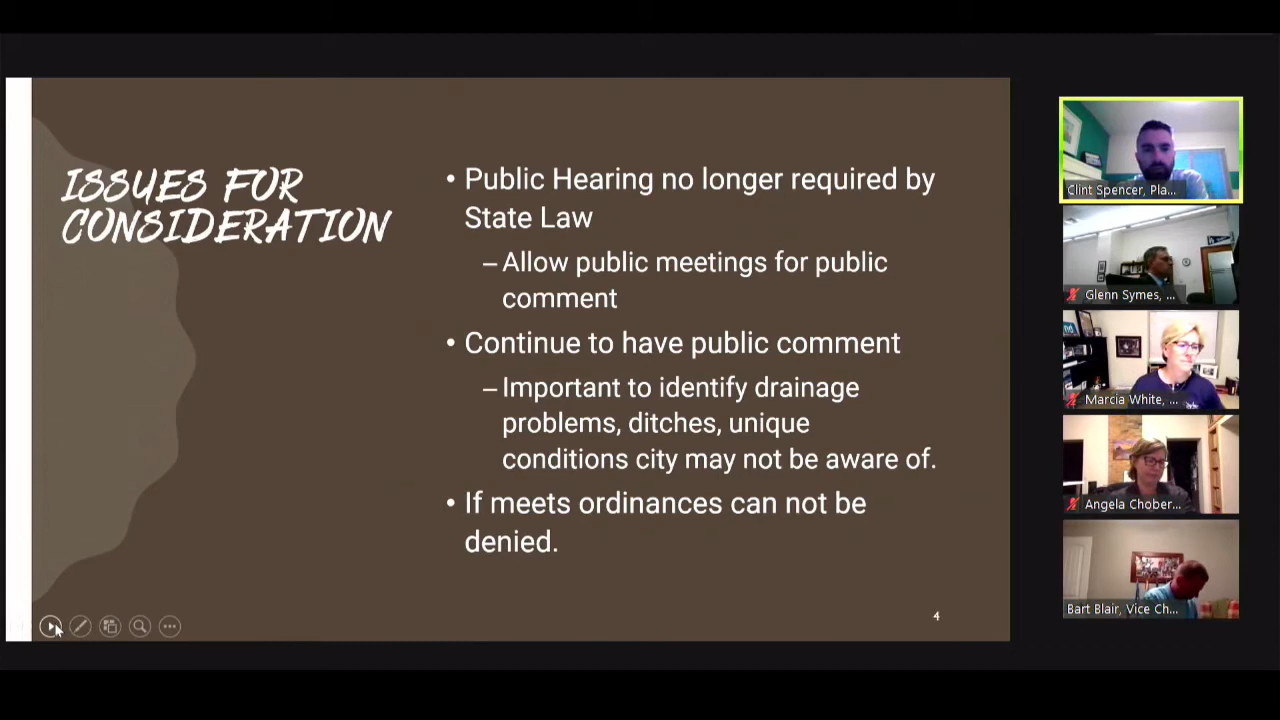 ISSUES FOR
CONSIDERATION
• Public Hearing no longer required by
State Law
– Allow public meetings for public
comment
• Continue to have public comment
– Important to identify drainage
problems, ditches, unique
conditions city may not be aware of.
• If meets ordinances can not be
denied.
4
Clint Spencer, Pla...
Glenn Symes, ...
Marcia White, ...
Angela Chober...
Bart Blair, Vice Ch...